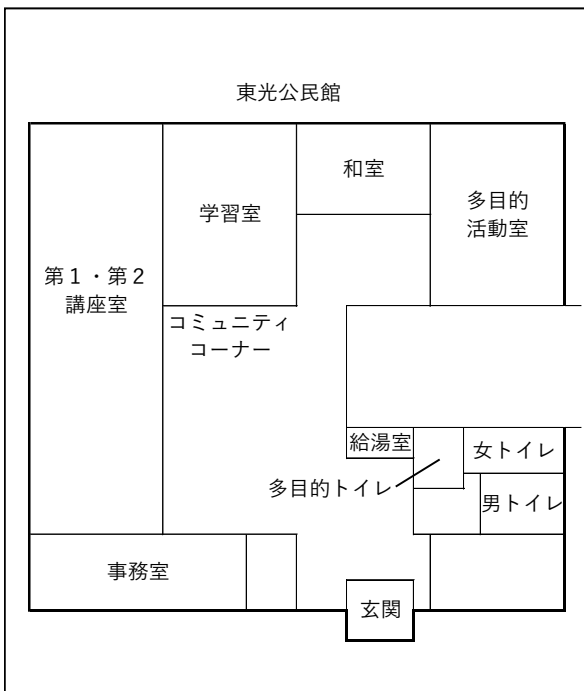 東光公民館
和室
学習室
多目的
活動室
第１・第２
講座室
コミュニティ
コーナー
給湯室
女トイレ
多目的トイレ
男トイレ
事務室
玄関